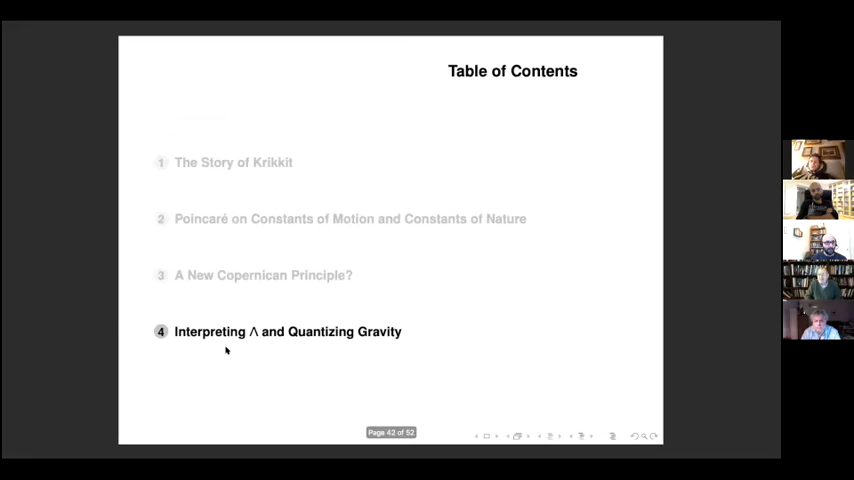 Table of Contents
1 The Story of Krikkit
2 Poincaré on Constants of Motion and Constants of Nature
3 A New Copernican Principle?
4 Interpreting Λ and Quantizing Gravity
Page 42 of 52